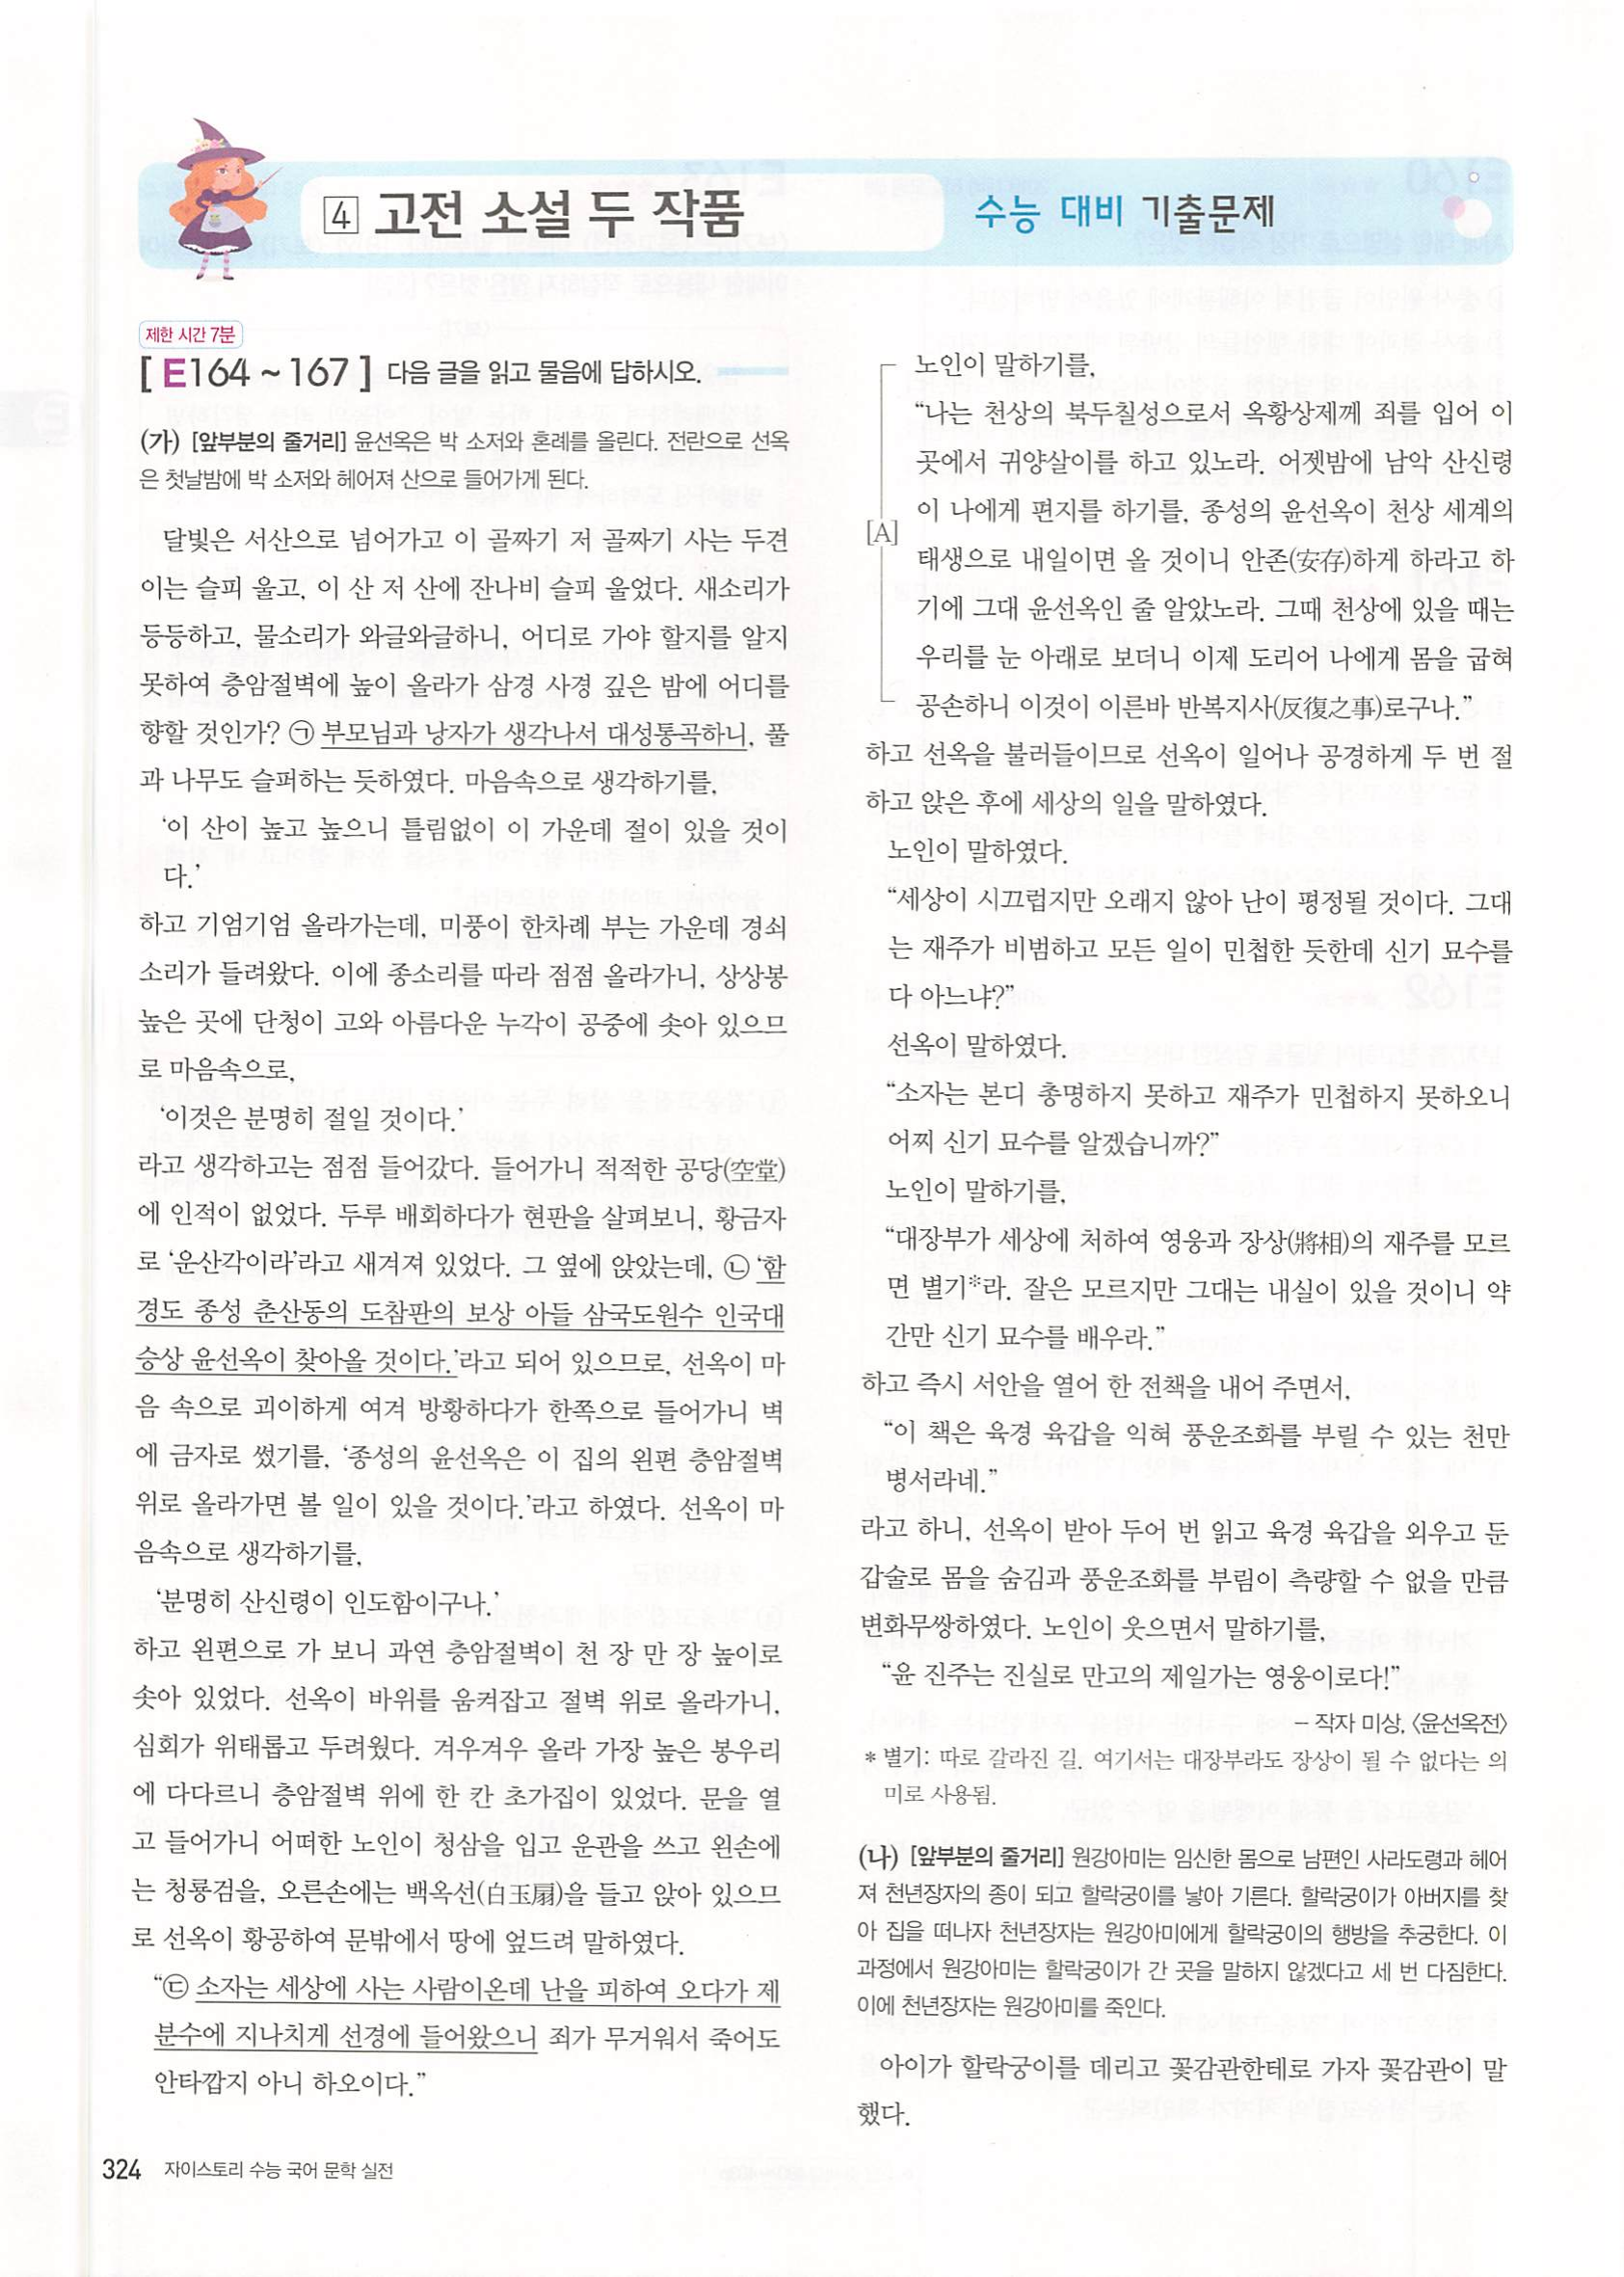 4 고전 소설 두 작품
수능 대비 기출문제
제한 시간 7분
[ E164 ~ 167 ] 다음 글을 읽고 물음에 답하시오.
(가) [앞부분의 줄거리] 윤선옥은 박 소저와 혼례를 올린다. 전란으로 선옥
은 첫날밤에 박 소저와 헤어져 산으로 들어가게 된다.
달빛은 서산으로 넘어가고 이 골짜기 저 골짜기 사는 두견
이는 슬피 울고, 이 산 저 산에 잔나비 슬피 울었다. 새소리가
등등하고, 물소리가 와글와글하니, 어디로 가야 할지를 알지
못하여 층암절벽에 높이 올라가 삼경 사경 깊은 밤에 어디를
향할 것인가? ㉠ 부모님과 낭자가 생각나서 대성통곡하니, 풀
과 나무도 슬퍼하는 듯하였다. 마음속으로 생각하기를,
‘이 산이 높고 높으니 틀림없이 이 가운데 절이 있을 것이
다.’
하고 기엄기엄 올라가는데, 미풍이 한차례 부는 가운데 경쇠
소리가 들려왔다. 이에 종소리를 따라 점점 올라가니, 상상봉
높은 곳에 단청이 고와 아름다운 누각이 공중에 솟아 있으므
로 마음속으로,
‘이것은 분명히 절일 것이다.’
라고 생각하고는 점점 들어갔다. 들어가니 적적한 공당(空堂)
에 인적이 없었다. 두루 배회하다가 현판을 살펴보니, 황금자
로 ‘운산각이라’라고 새겨져 있었다. 그 옆에 앉았는데, ㉡ ‘함
경도 종성 춘산동의 도참판의 보상 아들 삼국도원수 인국대
승상 윤선옥이 찾아올 것이다.’라고 되어 있으므로, 선옥이 마
음 속으로 괴이하게 여겨 방황하다가 한쪽으로 들어가니 벽
에 금자로 썼기를, ‘종성의 윤선옥은 이 집의 왼편 층암절벽
위로 올라가면 볼 일이 있을 것이다.’라고 하였다. 선옥이 마
음속으로 생각하기를,
‘분명히 산신령이 인도함이구나.’
하고 왼편으로 가 보니 과연 층암절벽이 천 장 만 장 높이로
솟아 있었다. 선옥이 바위를 움켜잡고 절벽 위로 올라가니,
심회가 위태롭고 두려웠다. 겨우겨우 올라 가장 높은 봉우리
에 다다르니 층암절벽 위에 한 칸 초가집이 있었다. 문을 열
고 들어가니 어떠한 노인이 청삼을 입고 운관을 쓰고 왼손에
는 청룡검을, 오른손에는 백옥선(白玉扇)을 들고 앉아 있으므
로 선옥이 황공하여 문밖에서 땅에 엎드려 말하였다.
“㉢ 소자는 세상에 사는 사람이온데 난을 피하여 오다가 제
분수에 지나치게 선경에 들어왔으니 죄가 무거워서 죽어도
안타깝지 아니 하오이다.”
324 자이스토리 수능 국어 문학 실전
[A]
노인이 말하기를,
“나는 천상의 북두칠성으로서 옥황상제께 죄를 입어 이
곳에서 귀양살이를 하고 있노라. 어젯밤에 남악 산신령
이 나에게 편지를 하기를, 종성의 윤선옥이 천상 세계의
태생으로 내일이면 올 것이니 안존(安存)하게 하라고 하
기에 그대 윤선옥인 줄 알았노라. 그때 천상에 있을 때는
우리를 눈 아래로 보더니 이제 도리어 나에게 몸을 굽혀
공손하니 이것이 이른바 반복지사(反復之事)로구나.”
하고 선옥을 불러들이므로 선옥이 일어나 공경하게 두 번 절
하고 앉은 후에 세상의 일을 말하였다.
노인이 말하였다.
“세상이 시끄럽지만 오래지 않아 난이 평정될 것이다. 그대
는 재주가 비범하고 모든 일이 민첩한 듯한데 신기 묘수를
다 아느냐?”
선옥이 말하였다.
“소자는 본디 총명하지 못하고 재주가 민첩하지 못하오니
어찌 신기 묘수를 알겠습니까?”
노인이 말하기를,
“대장부가 세상에 처하여 영웅과 장상(將相)의 재주를 모르
면 별기*라. 잘은 모르지만 그대는 내실이 있을 것이니 약
간만 신기 묘수를 배우라.”
하고 즉시 서안을 열어 한 전책을 내어 주면서,
“이 책은 육경 육갑을 익혀 풍운조화를 부릴 수 있는 천만
병서라네.”
라고 하니, 선옥이 받아 두어 번 읽고 육경 육갑을 외우고 둔
갑술로 몸을 숨김과 풍운조화를 부림이 측량할 수 없을 만큼
변화무쌍하였다. 노인이 웃으면서 말하기를,
“윤 진주는 진실로 만고의 제일가는 영웅이로다!”
– 작자 미상, 〈윤선옥전〉
* 별기: 따로 갈라진 길. 여기서는 대장부라도 장상이 될 수 없다는 의
미로 사용됨.
(나) [앞부분의 줄거리] 원강아미는 임신한 몸으로 남편인 사라도령과 헤어
져 천년장자의 종이 되고 할락궁이를 낳아 기른다. 할락궁이가 아버지를 찾
아 집을 떠나자 천년장자는 원강아미에게 할락궁이의 행방을 추궁한다. 이
과정에서 원강아미는 할락궁이가 간 곳을 말하지 않겠다고 세 번 다짐한다.
이에 천년장자는 원강아미를 죽인다.
아이가 할락궁이를 데리고 꽃감관한테로 가자 꽃감관이 말
했다.